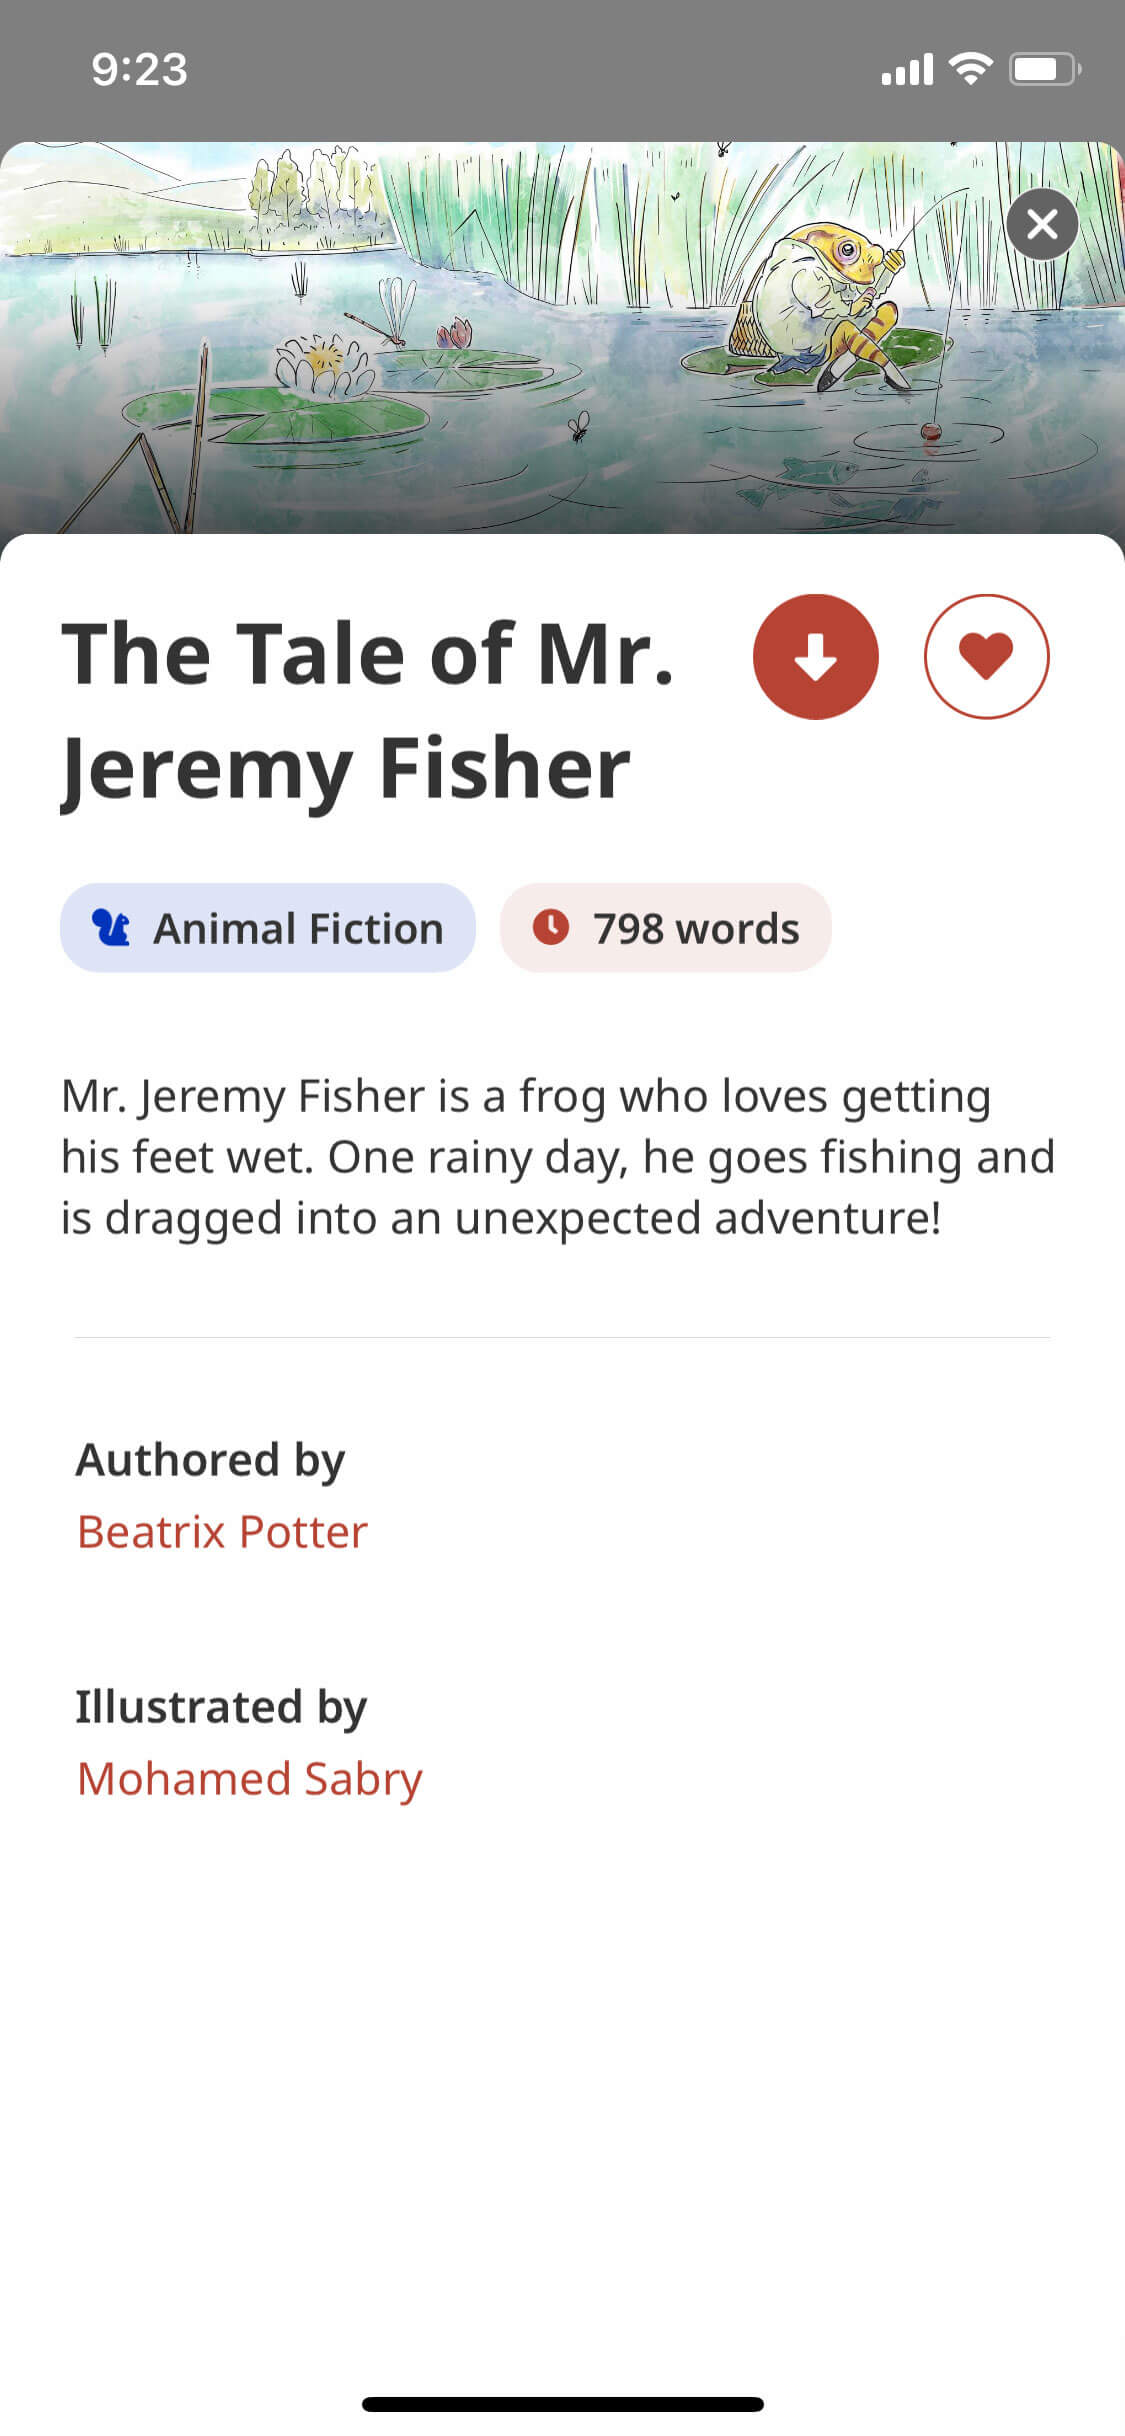 9:23
The Tale of Mr.
Jeremy Fisher
Animal Fiction
798 words
Mr. Jeremy Fisher is a frog who loves getting
his feet wet. One rainy day, he goes fishing and
is dragged into an unexpected adventure!
Authored by
Beatrix Potter
Illustrated by
Mohamed Sabry